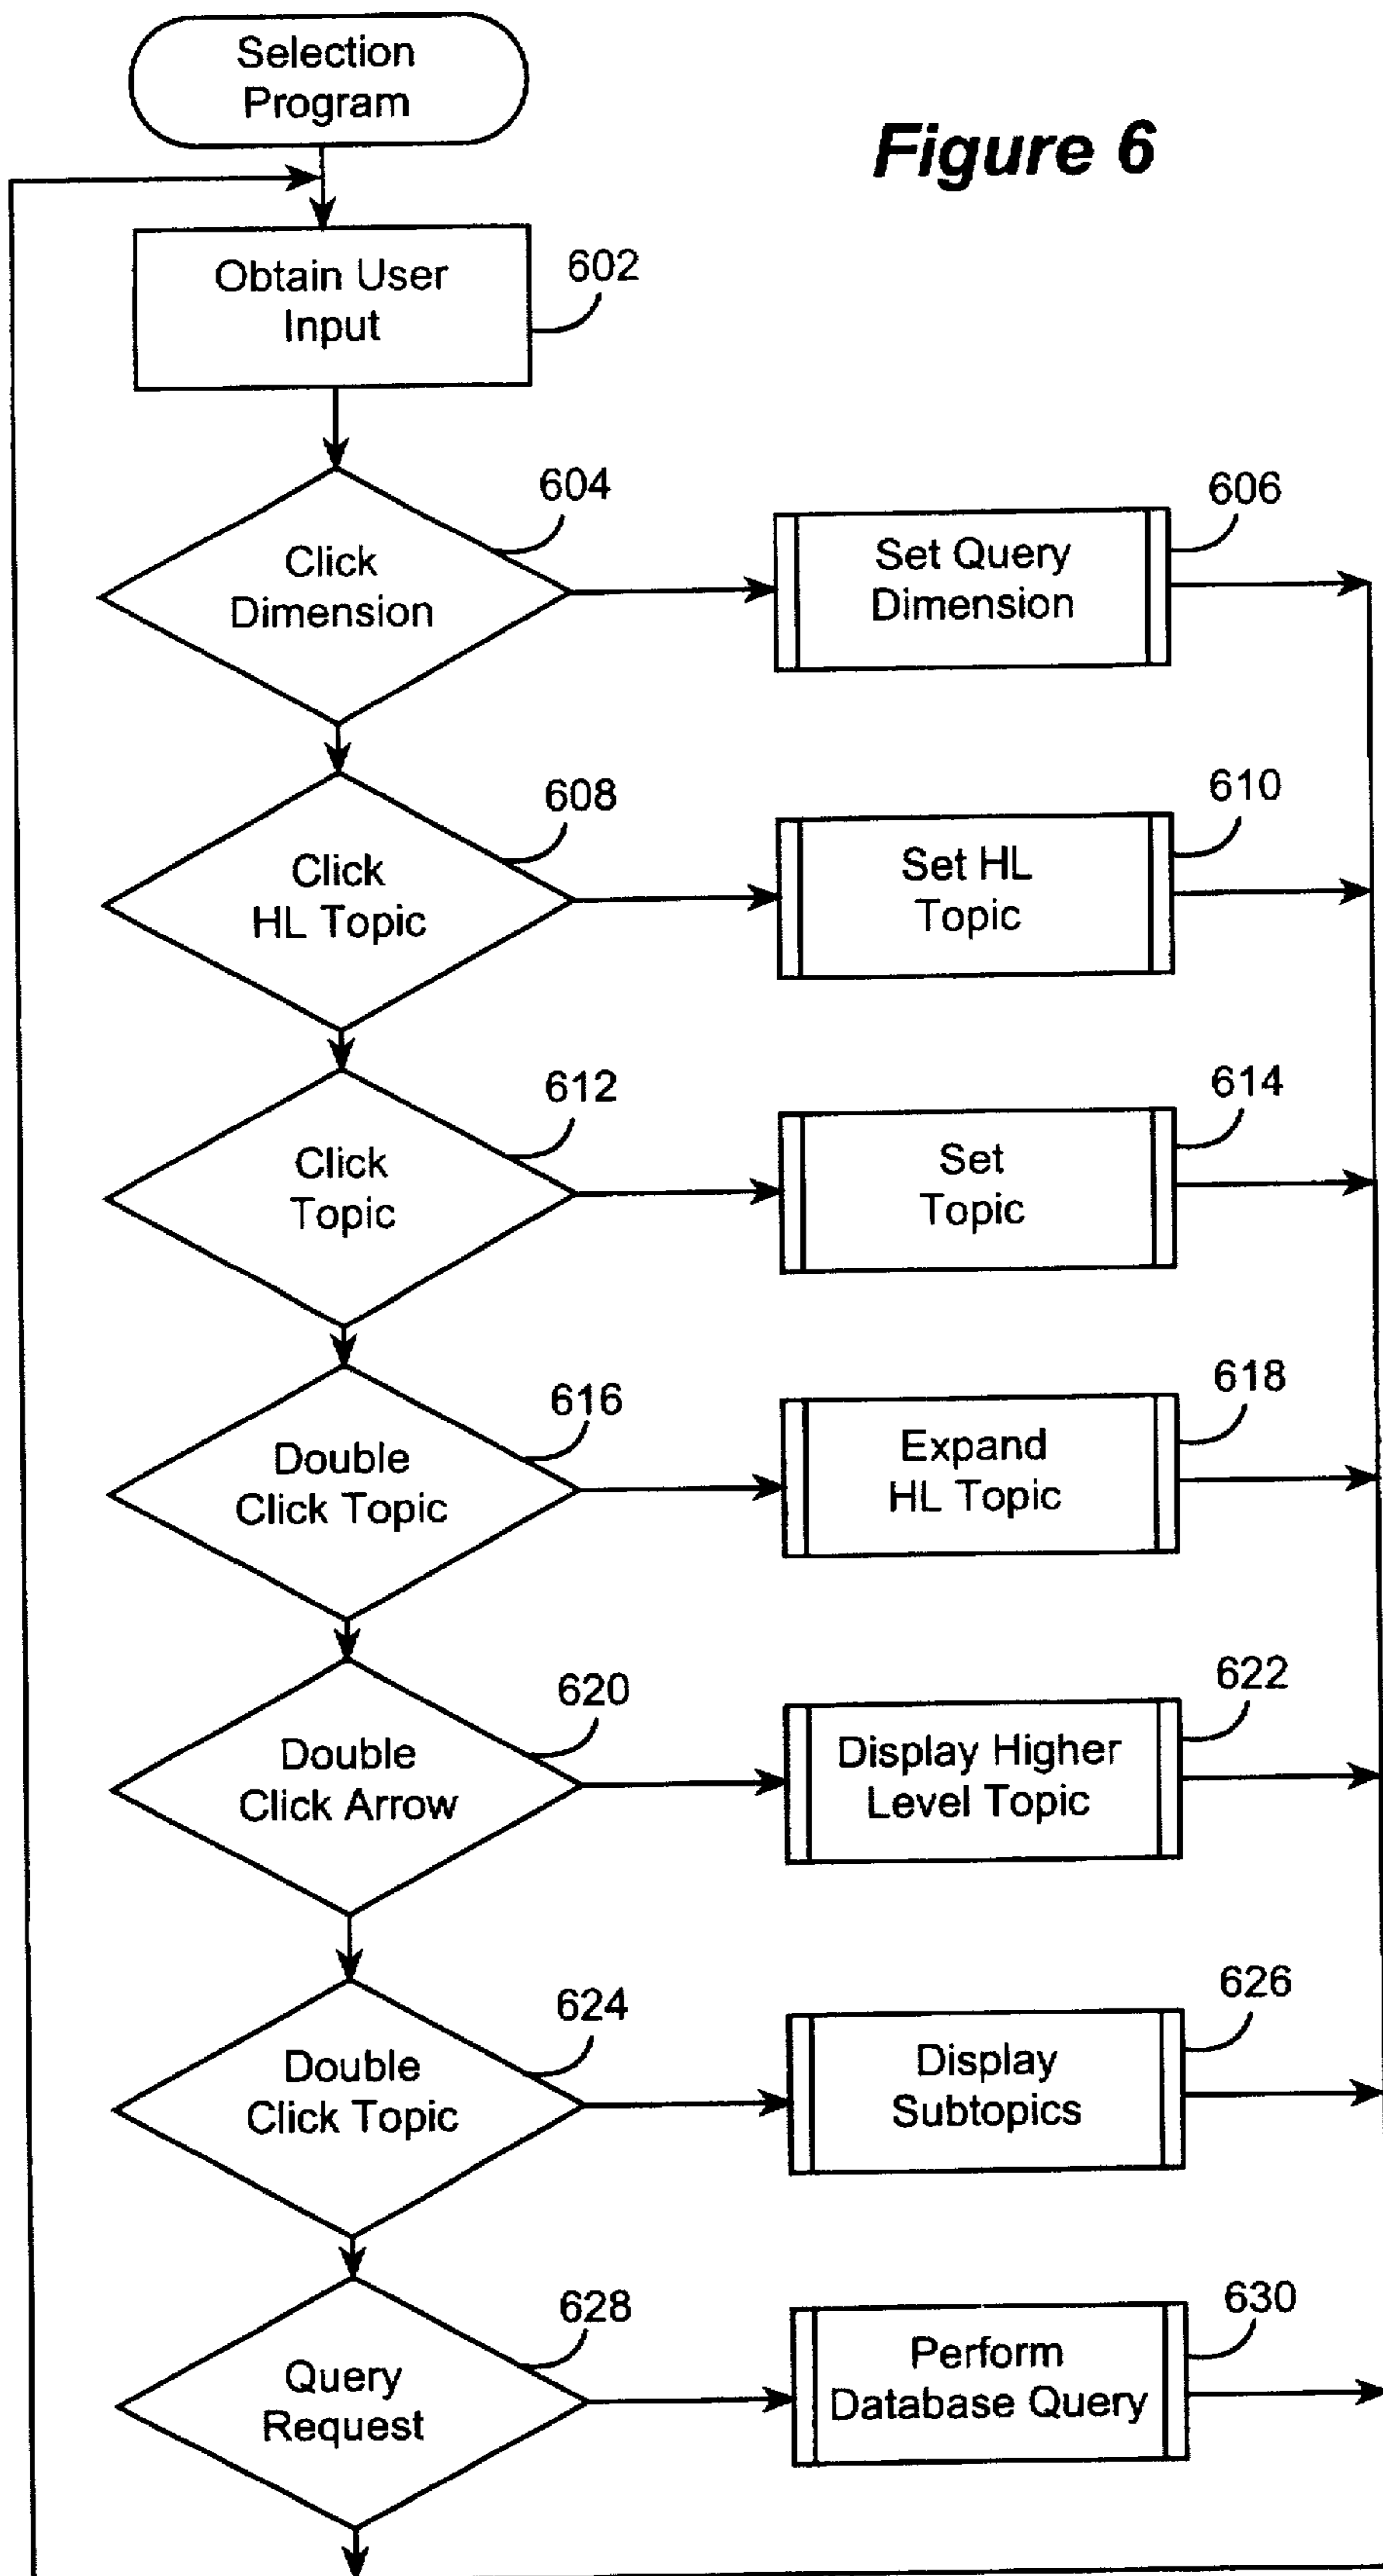 Selection
Program
Figure 6
Obtain User
Input
602
Click
Dimension
604
Set Query
Dimension
606
Click
HL Topic
608
Set HL
Topic
610
Click
Topic
612
Set
Topic
614
Double
Click Topic
616
Expand
HL Topic
618
Double
Click Arrow
620
Display Higher
Level Topic
622
Double
Click Topic
624
Display
Subtopics
626
Query
Request
628
Perform
Database Query
630